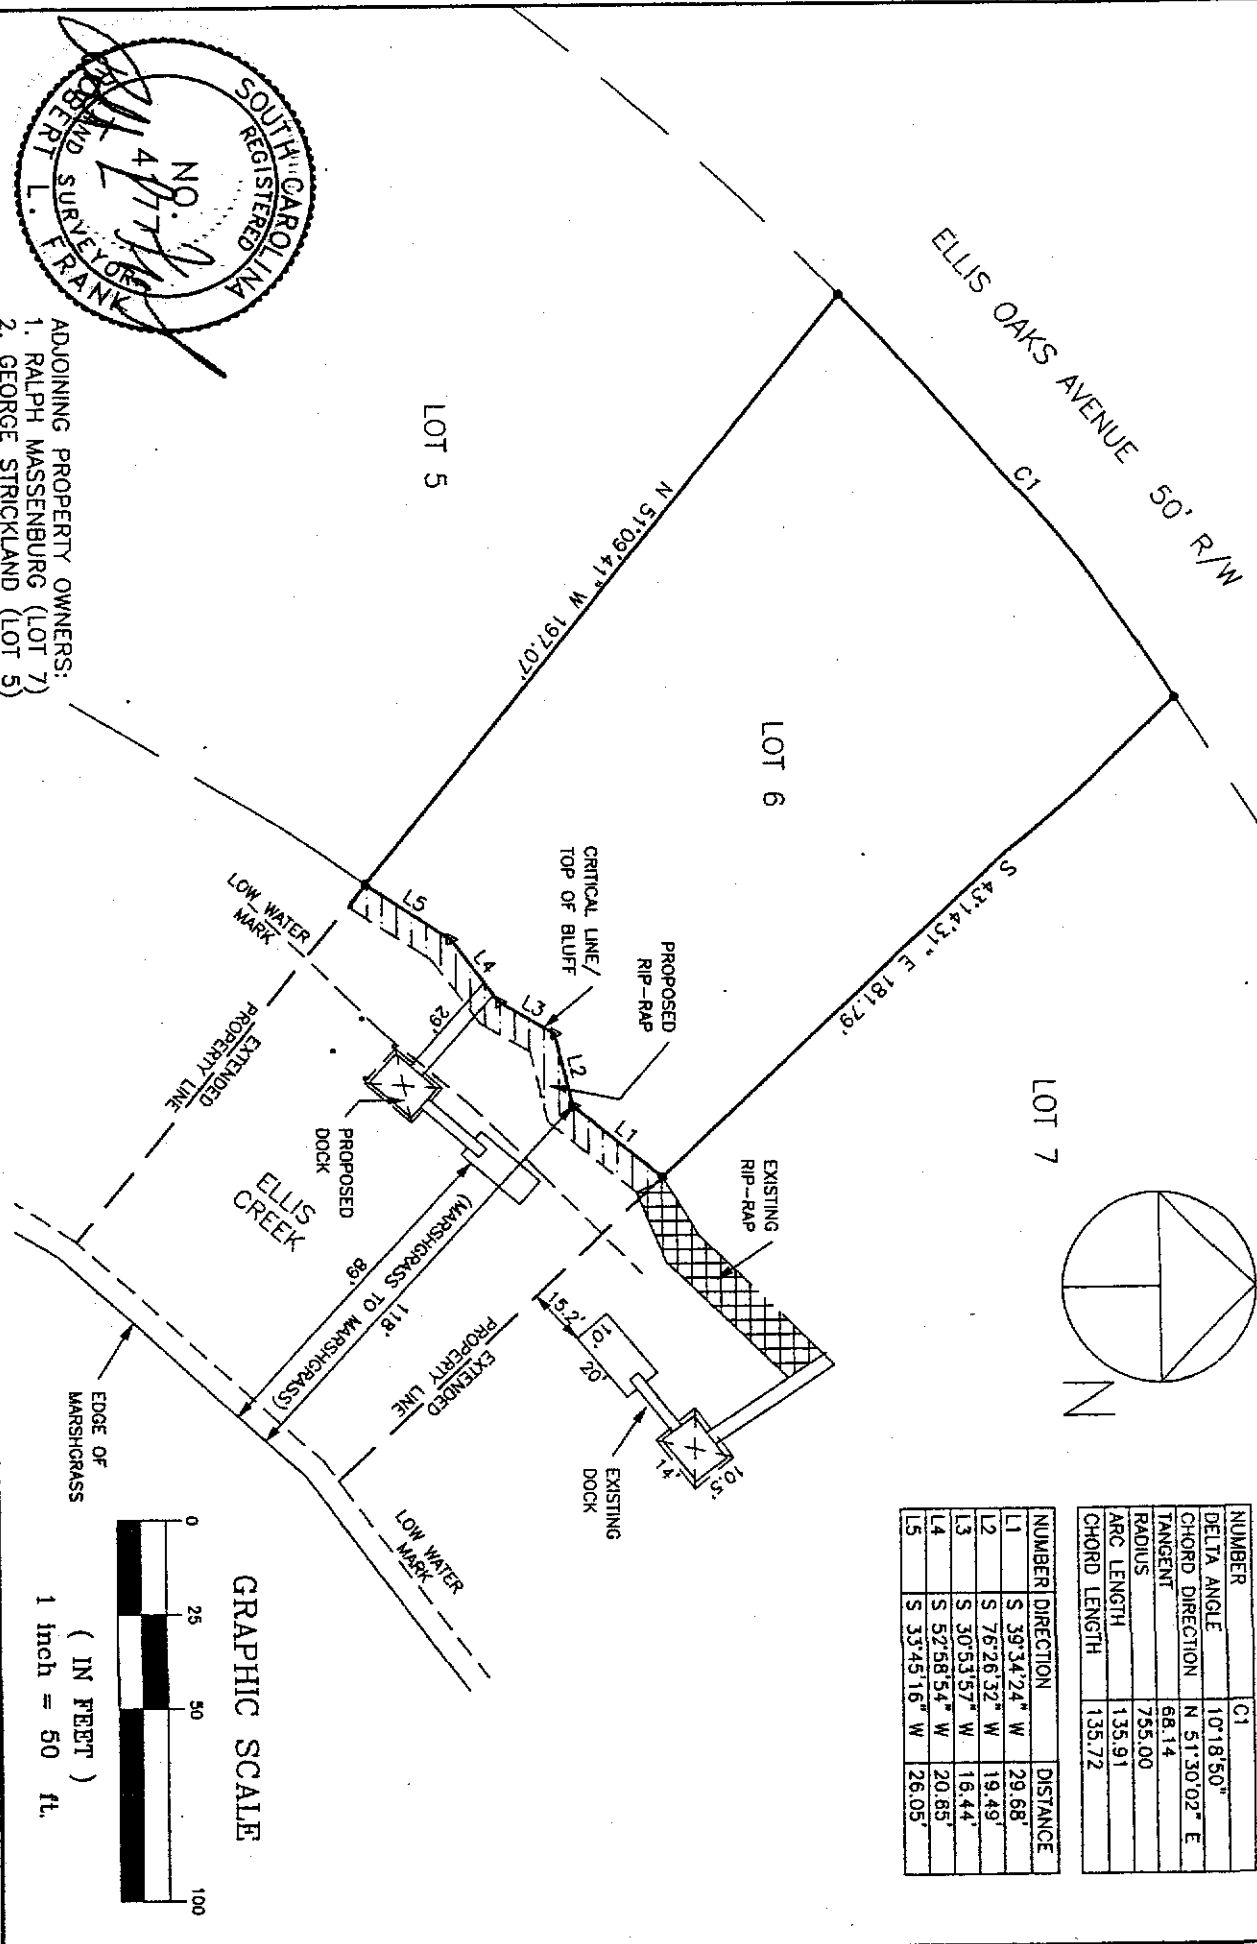 ELLIS OAKS AVENUE 50' R/W
C1
LOT 5
N 51°09'41" W 197.07'
LOT 6
S 43°14'31" E 181.79'
LOT 7
N
NUMBER C1
DELTA ANGLE 10°18'50"
CHORD DIRECTION N 51°30'02" E
TANGENT 68.14
RADIUS 755.00
ARC LENGTH 135.91
CHORD LENGTH 135.72
NUMBER DIRECTION DISTANCE
L1 S 39°34'24" W 29.68'
L2 S 76°26'32" W 19.49'
L3 S 30°53'57" W 16.44'
L4 S 52°58'54" W 20.65'
L5 S 33°45'16" W 26.05'
PROPOSED
RIP-RAP
CRITICAL LINE/
TOP OF BLUFF
EXISTING
RIP-RAP
L1
L2
L3
L4
L5
LOW WATER
MARK
EXTENDED
PROPERTY LINE
29'
PROPOSED
DOCK
ELLIS
CREEK
89'
118'
(MARSHGRASS TO MARSHGRASS)
15.2'
10'
20'
14'
10.5'
EXTENDED
PROPERTY LINE
EXISTING
DOCK
LOW WATER
MARK
EDGE OF
MARSHGRASS
SOUTH CAROLINA
REGISTERED
NO.
LAND SURVEYOR
ROBERT L. FRANK
ADJOINING PROPERTY OWNERS:
1. RALPH MASSENBURG (LOT 7)
2. GEORGE STRICKLAND (LOT 5)
GRAPHIC SCALE
0 25 50 100
( IN FEET )
1 inch = 50 ft.